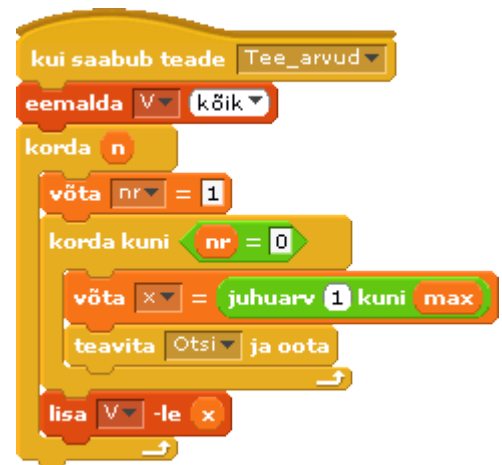 kui saabub teade Tee_arvud
eemalda V kõik
korda n
võta nr = 1
korda kuni nr = 0
võta x = juhuarv 1 kuni max
teavita Otsi ja oota
lisa V -le x